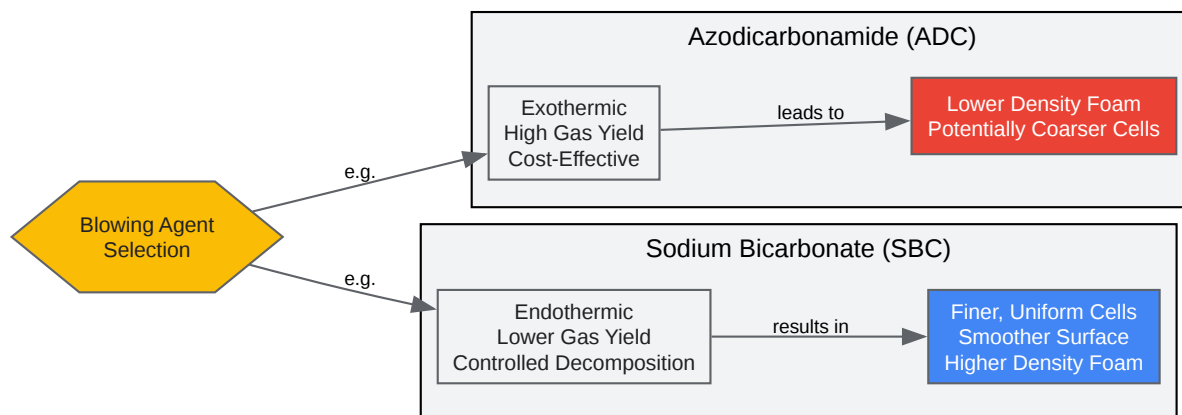 Azodicarbonamide (ADC)
Exothermic
High Gas Yield
Cost-Effective
leads to
Lower Density Foam
Potentially Coarser Cells
e.g.
Blowing Agent
Selection
e.g.
Sodium Bicarbonate (SBC)
Endothermic
Lower Gas Yield
Controlled Decomposition
results in
Finer, Uniform Cells
Smoother Surface
Higher Density Foam